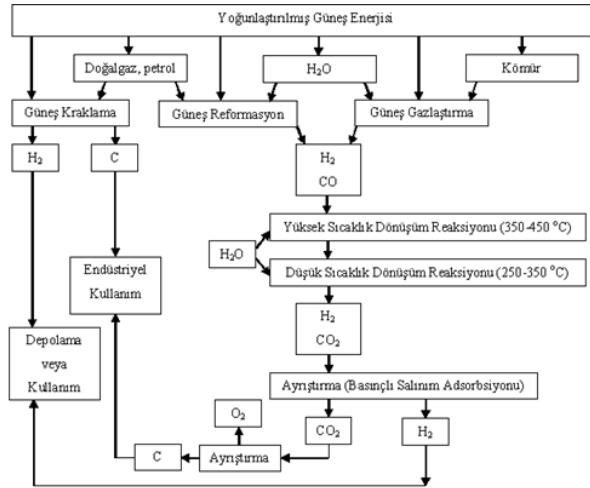 Yoğunlaştırılmış Güneş Enerjisi
Doğalgaz, petrol
H₂O
Kömür
Güneş Kraklama
Güneş Reformasyon
Güneş Gazlaştırma
H₂
C
H₂
CO
Yüksek Sıcaklık Dönüşüm Reaksiyonu (350-450 °C)
H₂O
Düşük Sıcaklık Dönüşüm Reaksiyonu (250-350 °C)
Endüstriyel
Kullanım
H₂
CO₂
Depolama
veya
Kullanım
Ayrıştırma (Basınçlı Salınım Adsorbsiyonu)
O₂
CO₂
H₂
C
Ayrıştırma